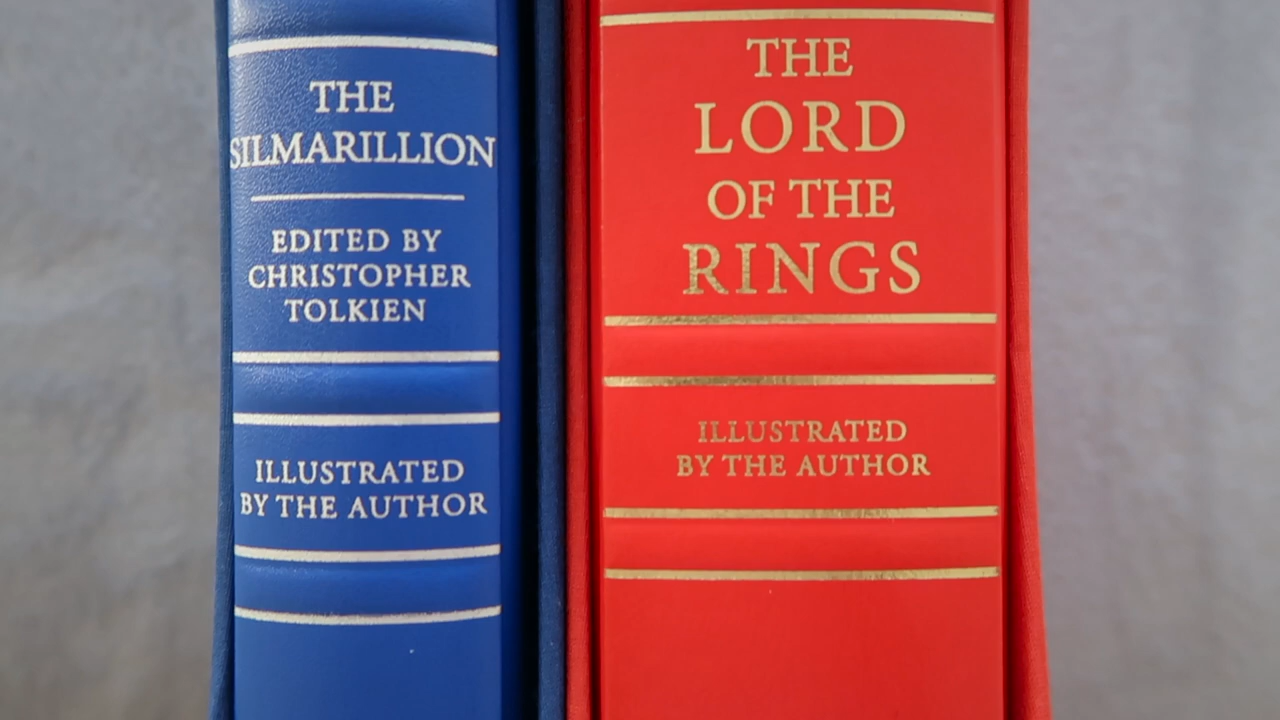 THE
SILMARILLION
EDITED BY
CHRISTOPHER
TOLKIEN
ILLUSTRATED
BY THE AUTHOR
THE
LORD
OF THE
RINGS
ILLUSTRATED
BY THE AUTHOR